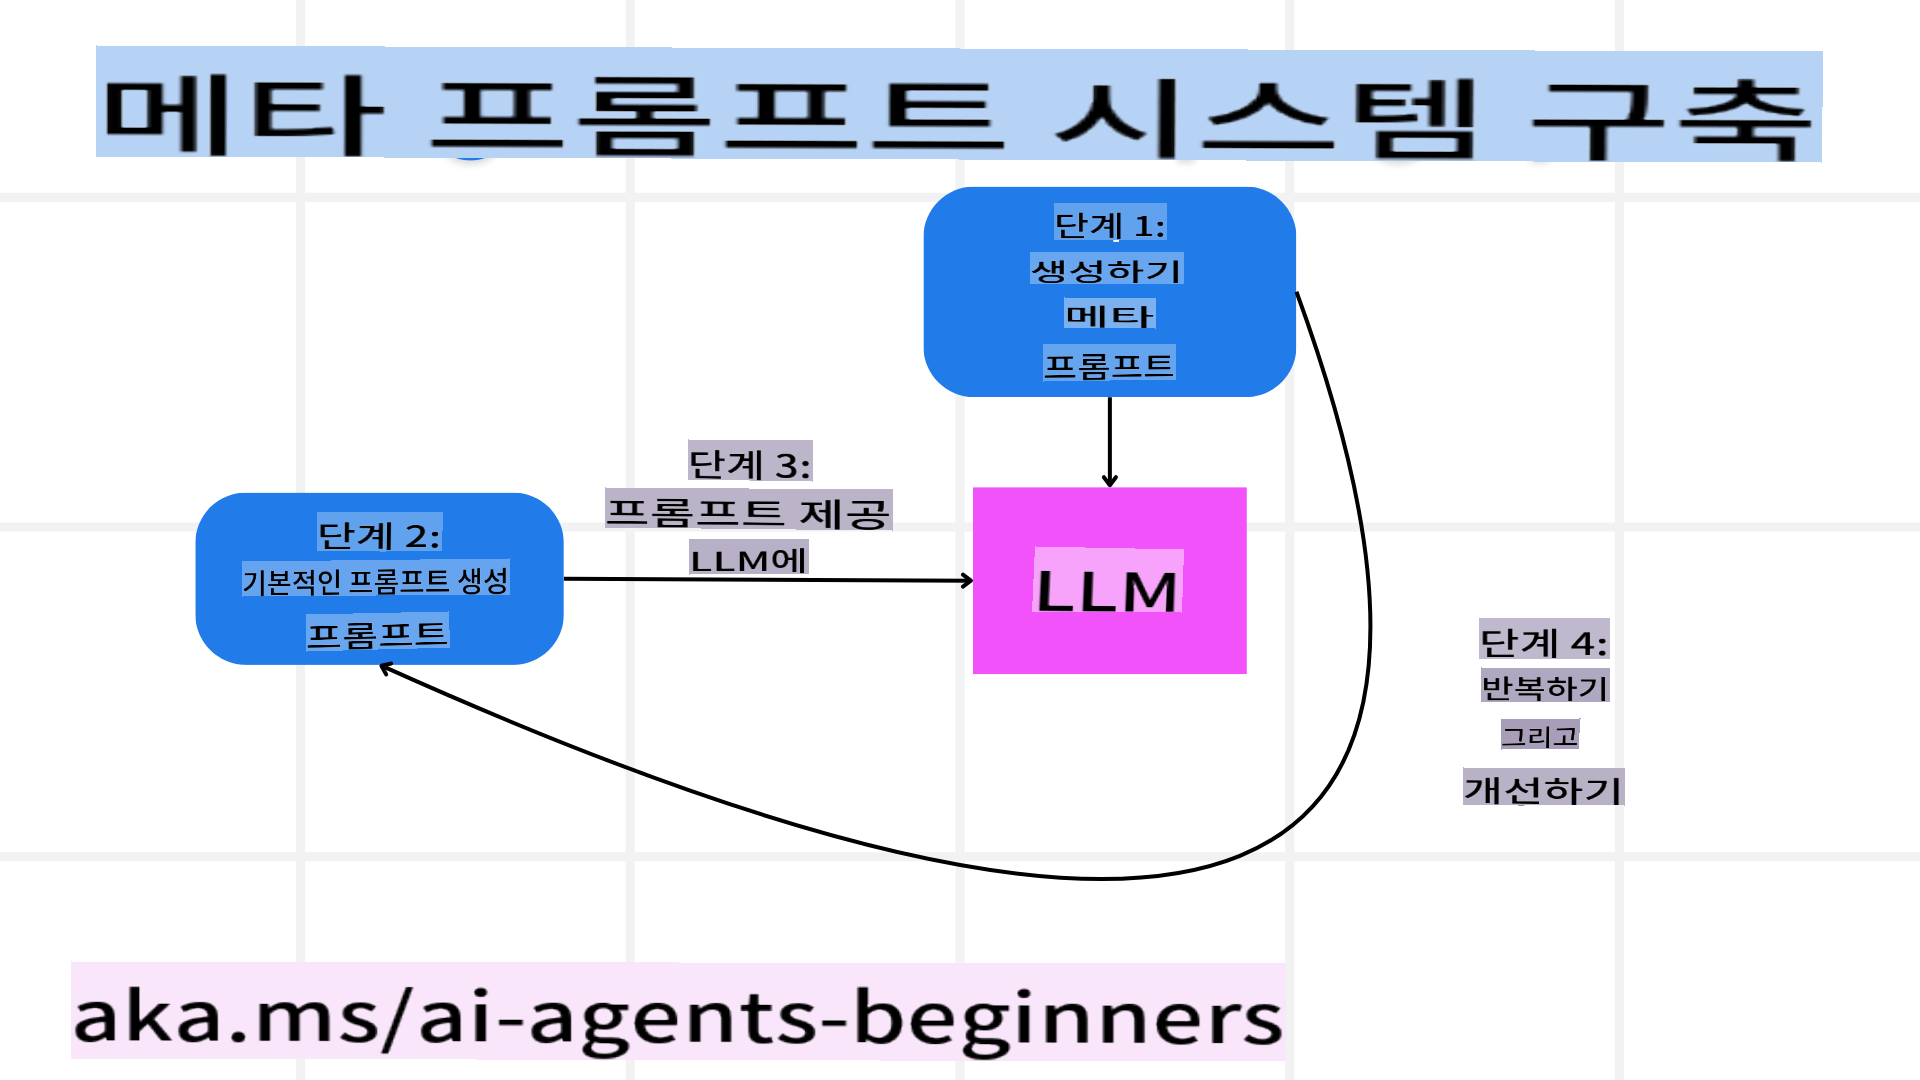 메타 프롬프트 시스템 구축
단계 1:
생성하기
메타
프롬프트
단계 3:
프롬프트 제공
LLM에
단계 2:
기본적인 프롬프트 생성
프롬프트
LLM
단계 4:
반복하기
그리고
개선하기
aka.ms/ai-agents-beginners